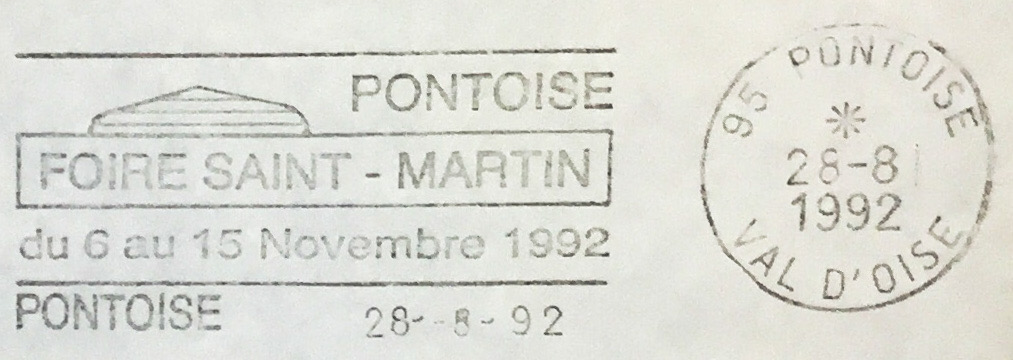 PONTOISE
FOIRE SAINT - MARTIN
du 6 au 15 Novembre 1992
PONTOISE 28--8-92
95 PONTOISE
*
28-8
1992
VAL D'OISE